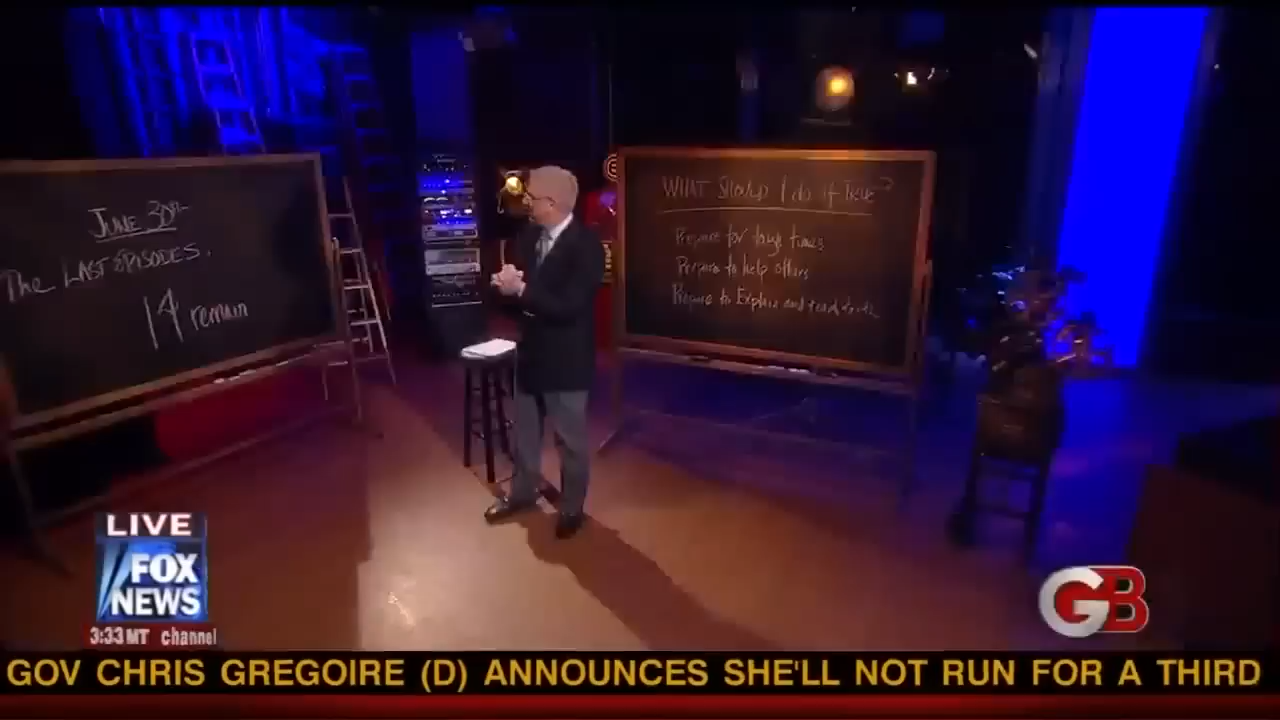 JUNE 30th
The LAST EPISODES.
14 remain
WHAT Should I do if True?
Prepare for tough times
Prepare to help others
Prepare to Explain and
LIVE
FOX
NEWS
3:33 MT channel
GB
GOV CHRIS GREGOIRE (D) ANNOUNCES SHE'LL NOT RUN FOR A THIRD